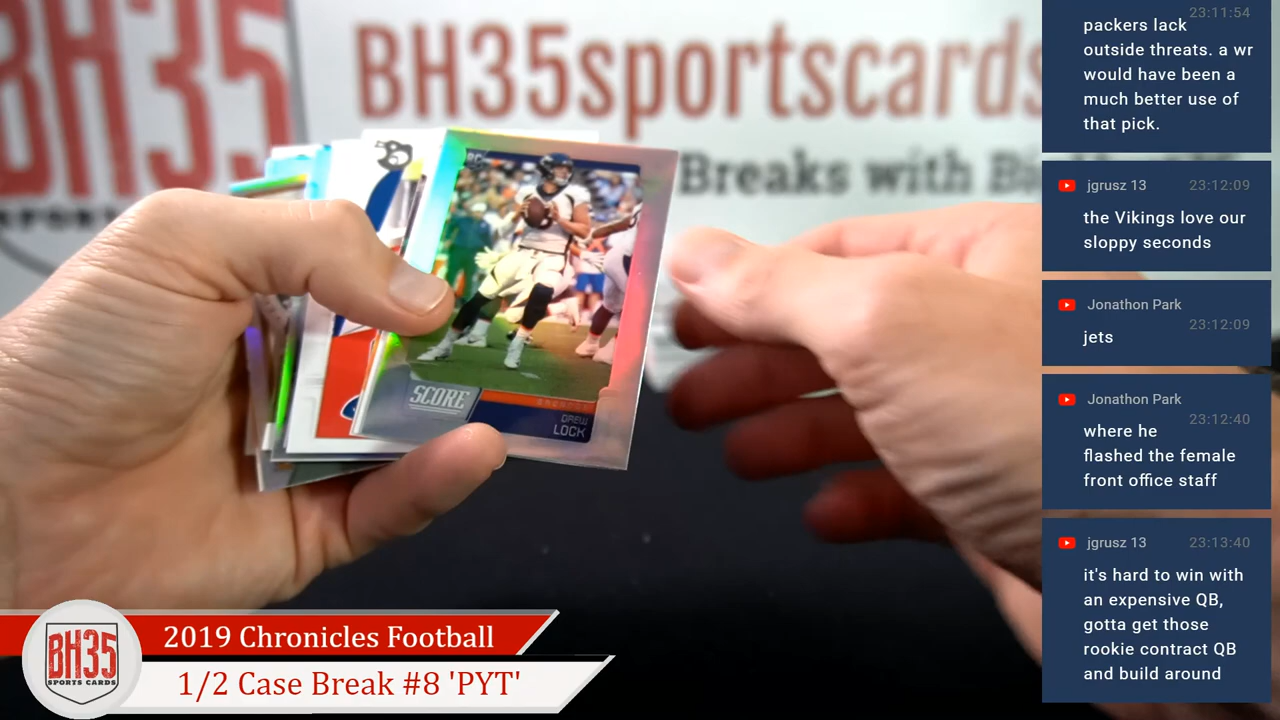 BH35
SPORTS CARDS
BH35sportscards
Breaks with
SCORE
BRONCOS
DREW
LOCK
2019 Chronicles Football
1/2 Case Break #8 'PYT'
BH35
SPORTS CARDS
23:11:54
packers lack
outside threats. a wr
would have been a
much better use of
that pick.
jgrusz 13 23:12:09
the Vikings love our
sloppy seconds
Jonathon Park
23:12:09
jets
Jonathon Park
23:12:40
where he
flashed the female
front office staff
jgrusz 13 23:13:40
it's hard to win with
an expensive QB,
gotta get those
rookie contract QB
and build around